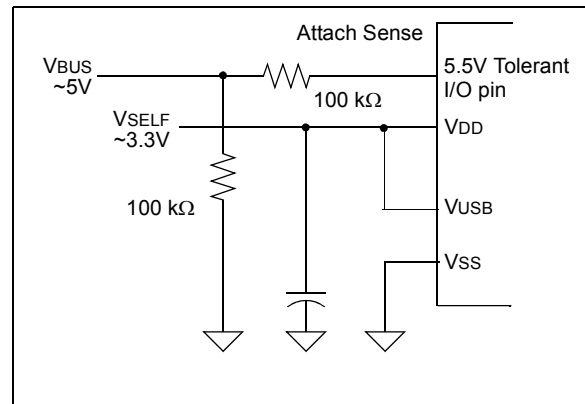 Attach Sense
VBUS
~5V
5.5V Tolerant
I/O pin
100 kΩ
VSELF
~3.3V
VDD
100 kΩ
VUSB
VSS